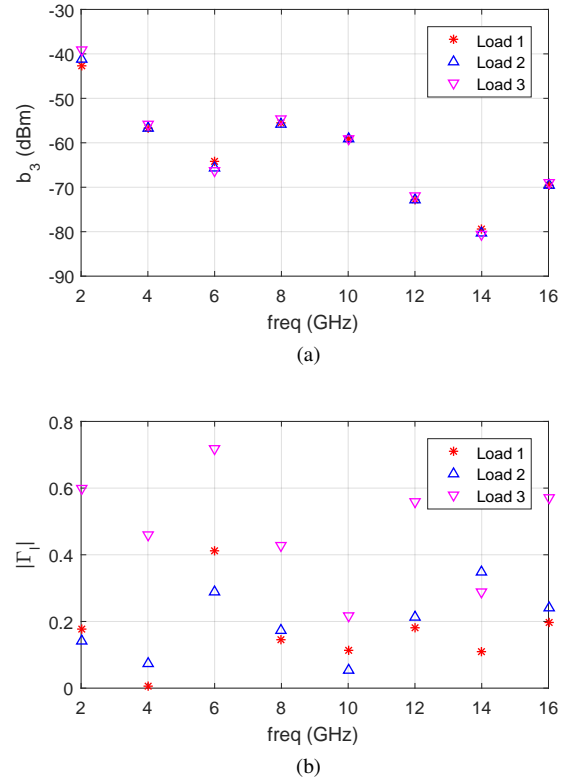 -30
-40
-50
-60
-70
-80
-90
b_3 (dBm)
Load 1
Load 2
Load 3
2 4 6 8 10 12 14 16
freq (GHz)
(a)
0.8
0.6
0.4
0.2
0
|Γ_l|
Load 1
Load 2
Load 3
2 4 6 8 10 12 14 16
freq (GHz)
(b)